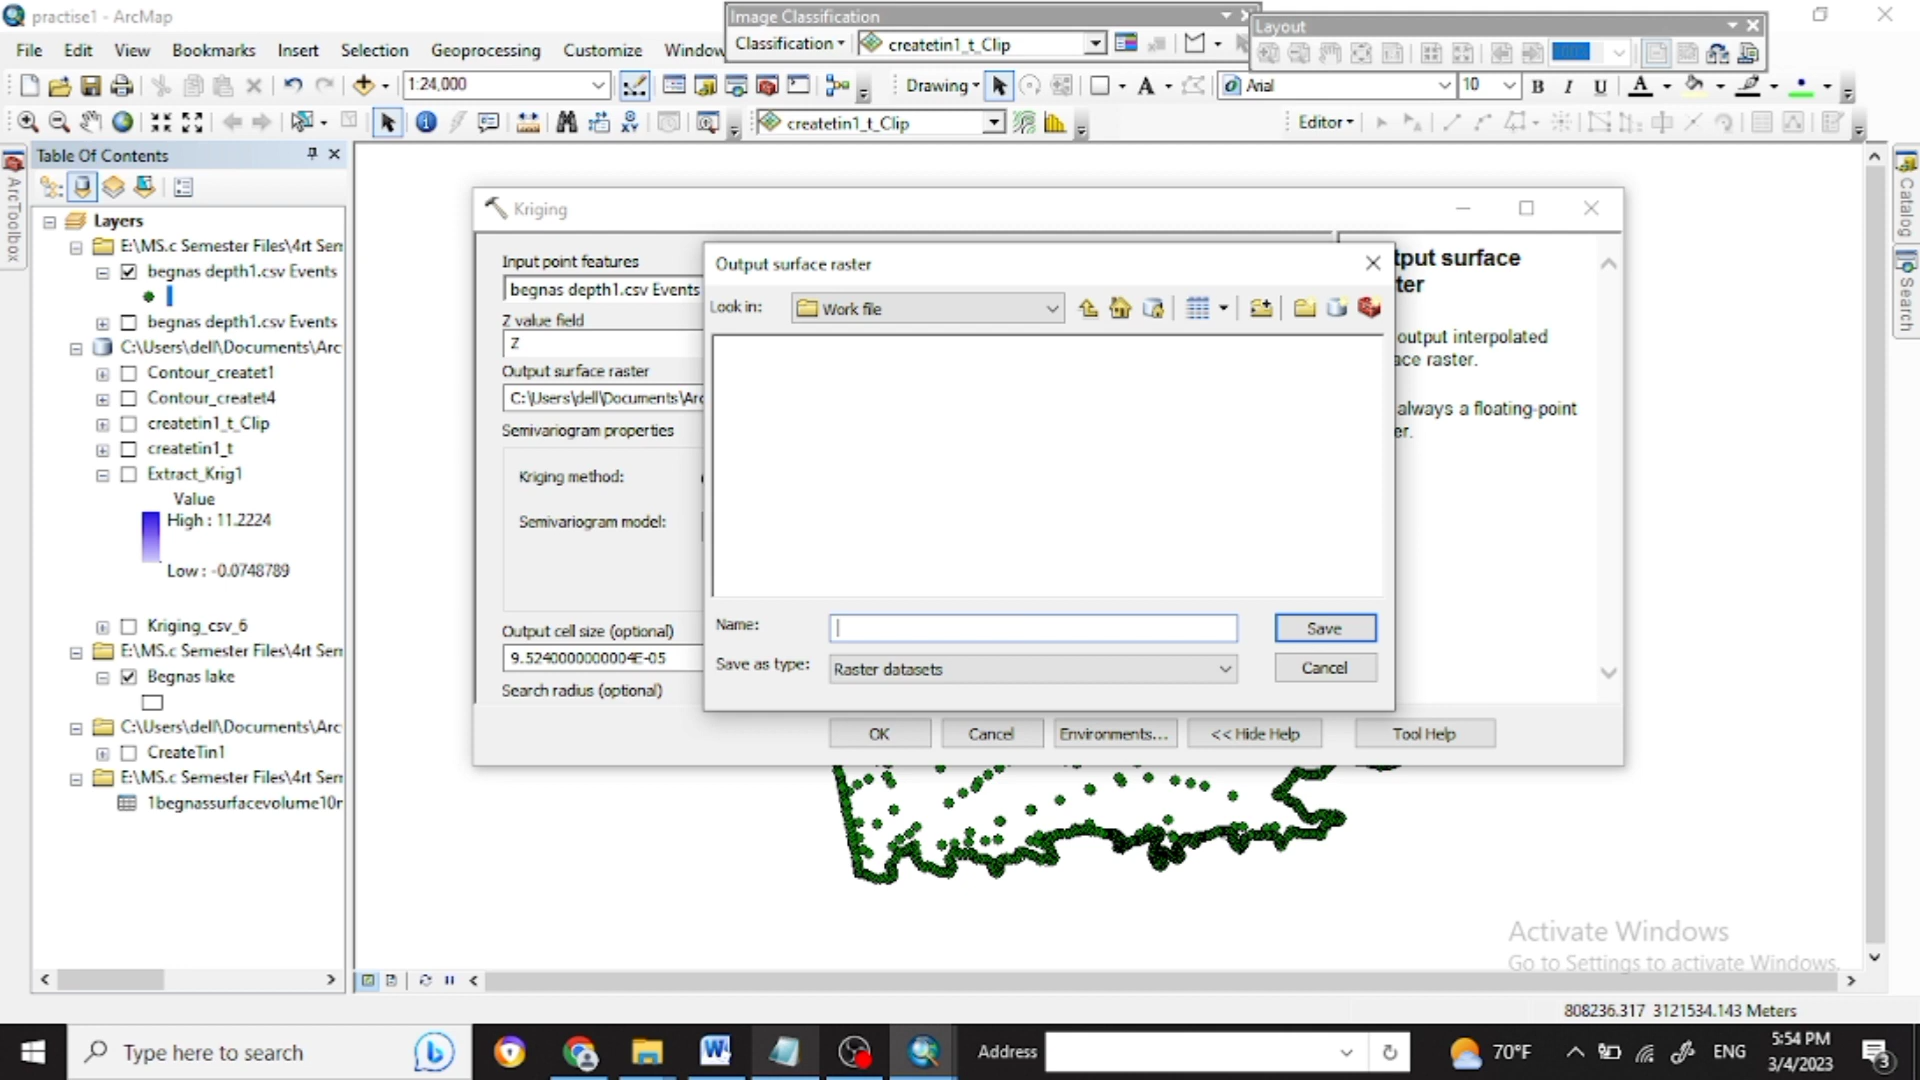 practise1 - ArcMap
Image Classification
Layout
File Edit View Bookmarks Insert Selection Geoprocessing Customize Window
Classification createtin1_t_Clip
1:24,000
Drawing
A
Arial
10
B I U A
createtin1_t_Clip
Editor
ArcToolbox
Table Of Contents
Catalog
Search
Layers
E:\MS.c Semester Files\4rt Sem
begnas depth1.csv Events
begnas depth1.csv Events
C:\Users\dell\Documents\Arc
Contour_createt1
Contour_createt4
createtin1_t_Clip
createtin1_t
Extract_Krig1
Value
High : 11.2224
Low : -0.0748789
Kriging_csv_6
E:\MS.c Semester Files\4rt Sem
Begnas lake
C:\Users\dell\Documents\Arc
CreateTin1
E:\MS.c Semester Files\4rt Sem
1begnassurfacevolume10r
Kriging
Input point features
begnas depth1.csv Events
Z value field
Z
Output surface raster
C:\Users\dell\Documents\Arc
Semivariogram properties
Kriging method:
Semivariogram model:
Output cell size (optional)
9.5240000000004E-05
Search radius (optional)
Output surface raster
Look in: Work file
Name:
Save
Save as type: Raster datasets
Cancel
tput surface
ter
output interpolated
ace raster.
always a floating-point
er.
OK Cancel Environments... << Hide Help Tool Help
Activate Windows
Go to Settings to activate Windows.
808236.317 3121534.143 Meters
Type here to search
Address
70°F
ENG
5:54 PM
3/4/2023
3